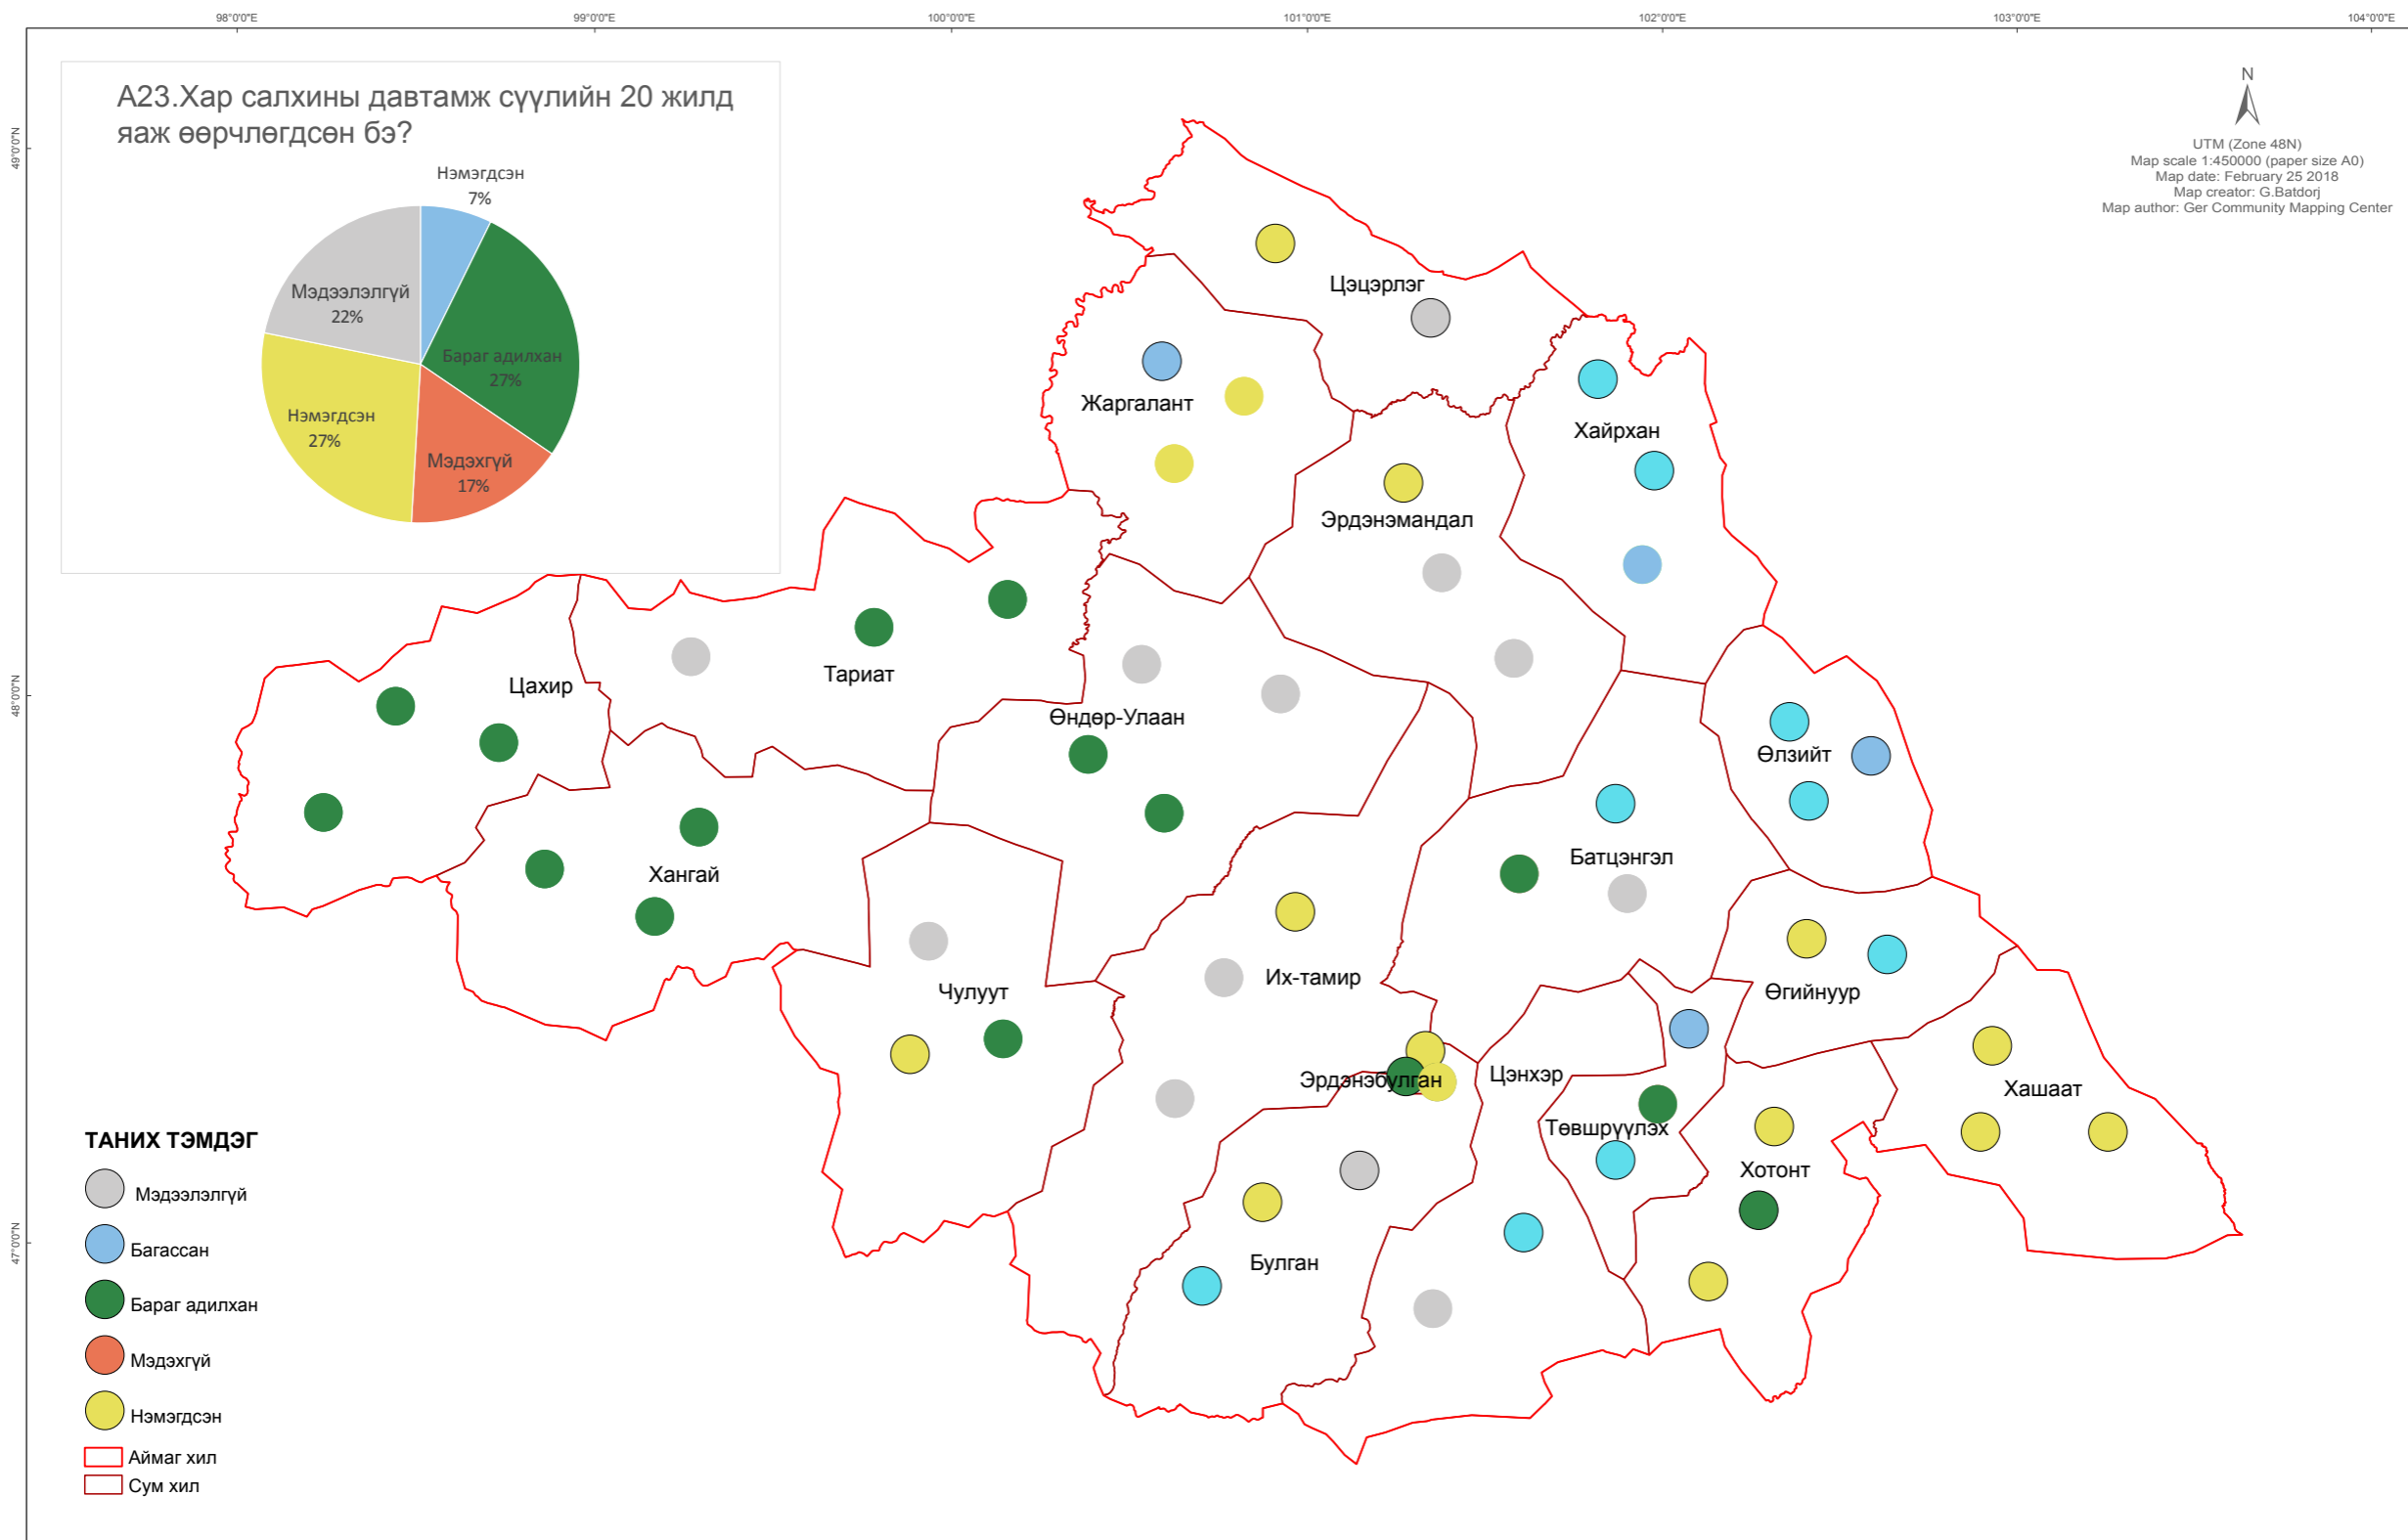 98°0'0"E
99°0'0"E
100°0'0"E
101°0'0"E
102°0'0"E
103°0'0"E
104°0'0"E
49°0'0"N
48°0'0"N
47°0'0"N
A23.Хар салхины давтамж сүүлийн 20 жилд
яаж өөрчлөгдсөн бэ?
Нэмэгдсэн
7%
Мэдээлэлгүй
22%
Бараг адилхан
27%
Нэмэгдсэн
27%
Мэдэхгүй
17%
N
UTM (Zone 48N)
Map scale 1:450000 (paper size A0)
Map date: February 25 2018
Map creator: G.Batdorj
Map author: Ger Community Mapping Center
Цэцэрлэг
Жаргалант
Хайрхан
Эрдэнэмандал
Тариат
Цахир
Өндөр-Улаан
Өлзийт
Батцэнгэл
Хангай
Чулуут
Их-тамир
Өгийнуур
Эрдэнэбулган
Цэнхэр
Хашаат
Төвшрүүлэх
Хотонт
Булган
ТАНИХ ТЭМДЭГ
Мэдээлэлгүй
Багассан
Бараг адилхан
Мэдэхгүй
Нэмэгдсэн
Аймаг хил
Сум хил